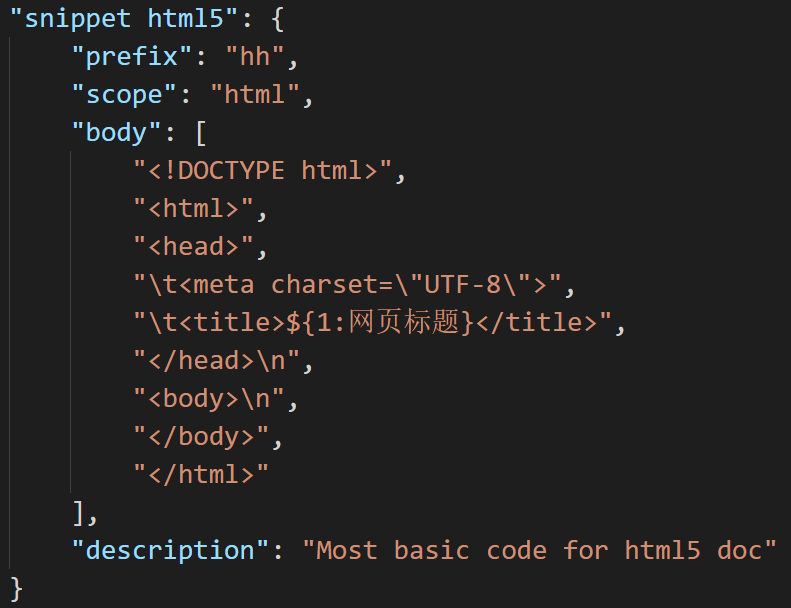 "snippet html5": {
    "prefix": "hh",
    "scope": "html",
    "body": [
        "<!DOCTYPE html>",
        "<html>",
        "<head>",
        "\t<meta charset=\"UTF-8\">",
        "\t<title>${1:网页标题}</title>",
        "</head>\n",
        "<body>\n",
        "</body>",
        "</html>"
    ],
    "description": "Most basic code for html5 doc"
}